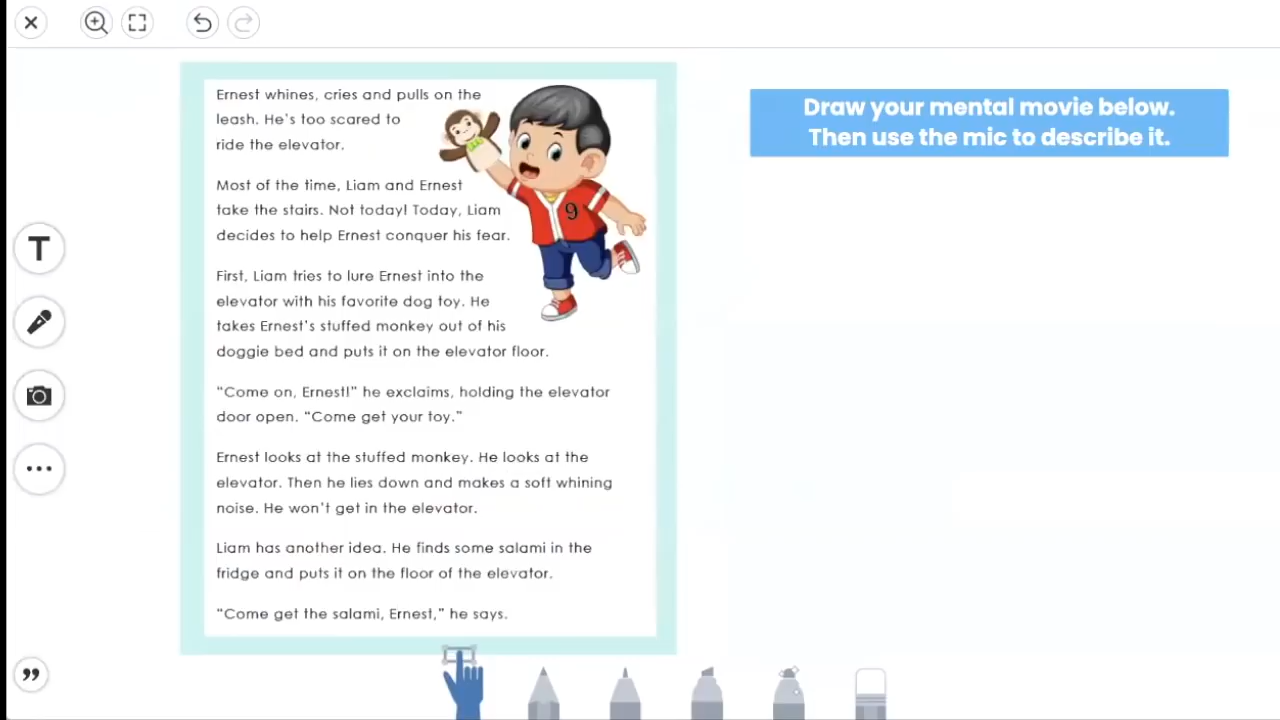 Draw your mental movie below.
Then use the mic to describe it.
Ernest whines, cries and pulls on the
leash. He's too scared to
ride the elevator.
Most of the time, Liam and Ernest
take the stairs. Not today! Today, Liam
decides to help Ernest conquer his fear.
First, Liam tries to lure Ernest into the
elevator with his favorite dog toy. He
takes Ernest's stuffed monkey out of his
doggie bed and puts it on the elevator floor.
“Come on, Ernest!” he exclaims, holding the elevator
door open. “Come get your toy.”
Ernest looks at the stuffed monkey. He looks at the
elevator. Then he lies down and makes a soft whining
noise. He won't get in the elevator.
Liam has another idea. He finds some salami in the
fridge and puts it on the floor of the elevator.
“Come get the salami, Ernest,” he says.
9
T